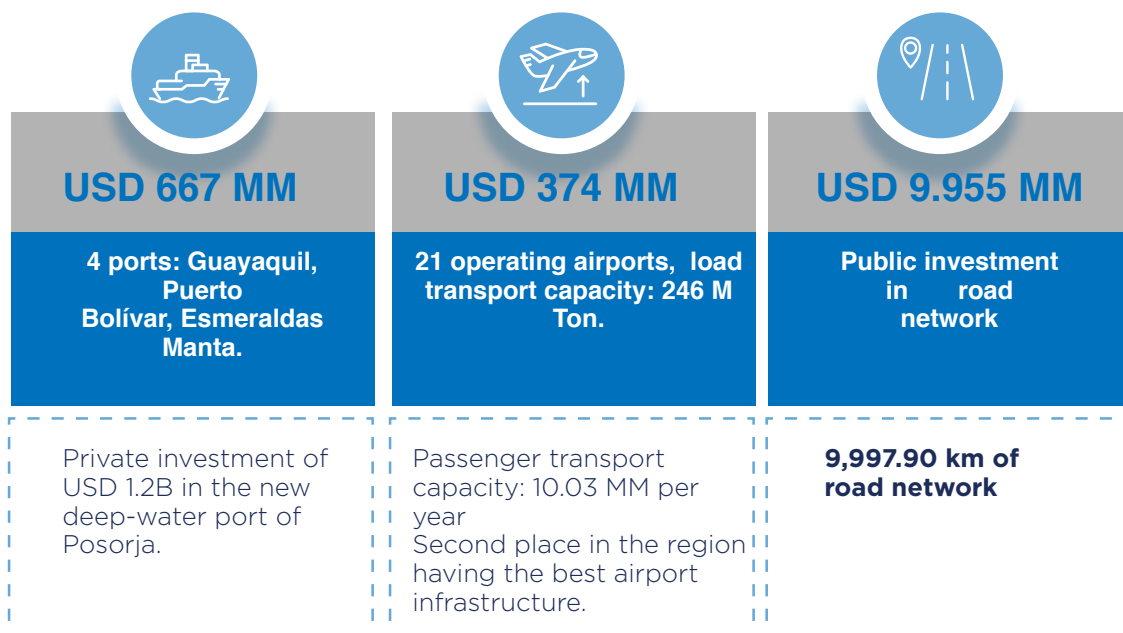 USD 667 MM
4 ports: Guayaquil,
Puerto
Bolívar, Esmeraldas
Manta.
Private investment of
USD 1.2B in the new
deep-water port of
Posorja.
USD 374 MM
21 operating airports, load
transport capacity: 246 M
Ton.
Passenger transport
capacity: 10.03 MM per
year
Second place in the region
having the best airport
infrastructure.
USD 9.955 MM
Public investment
in road
network
9,997.90 km of
road network